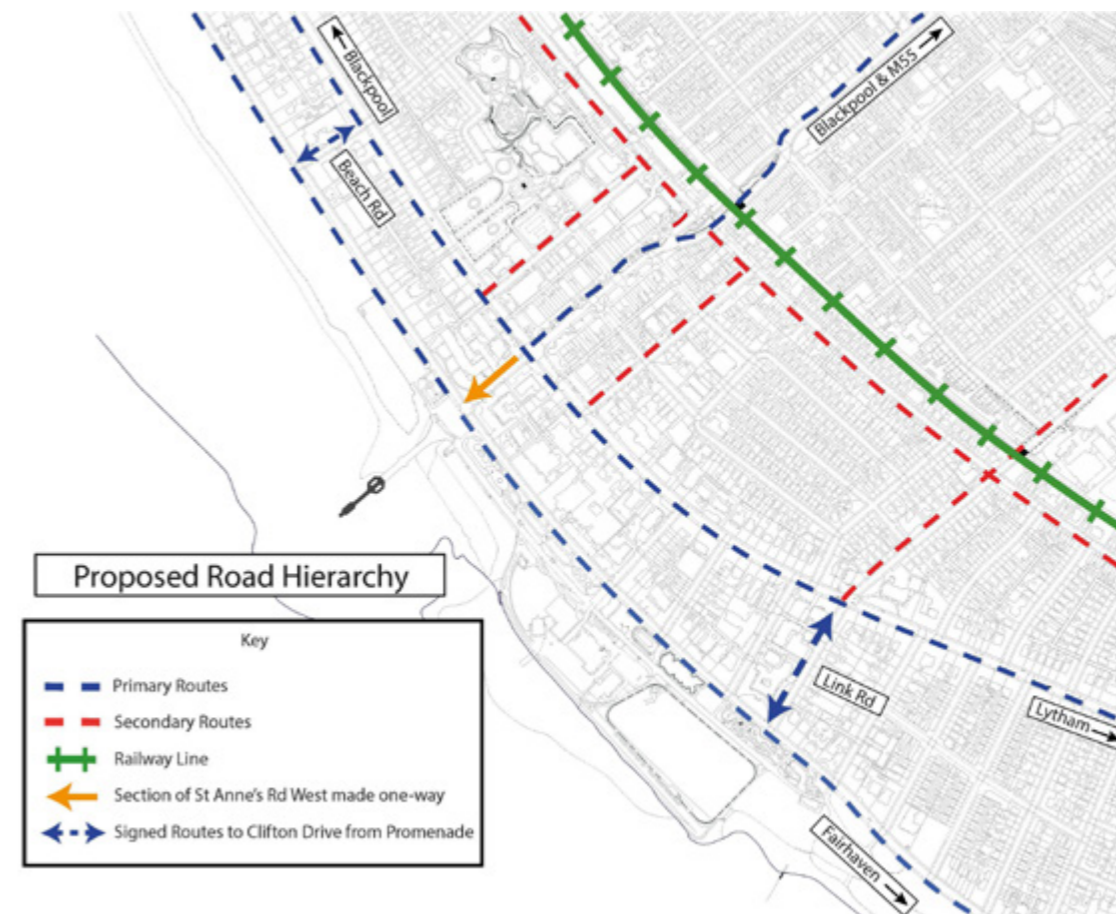 Blackpool
Blackpool & M55
Beach Rd
Proposed Road Hierarchy
Key
Primary Routes
Secondary Routes
Railway Line
Section of St Anne's Rd West made one-way
Signed Routes to Clifton Drive from Promenade
Link Rd
Lytham
Fairhaven